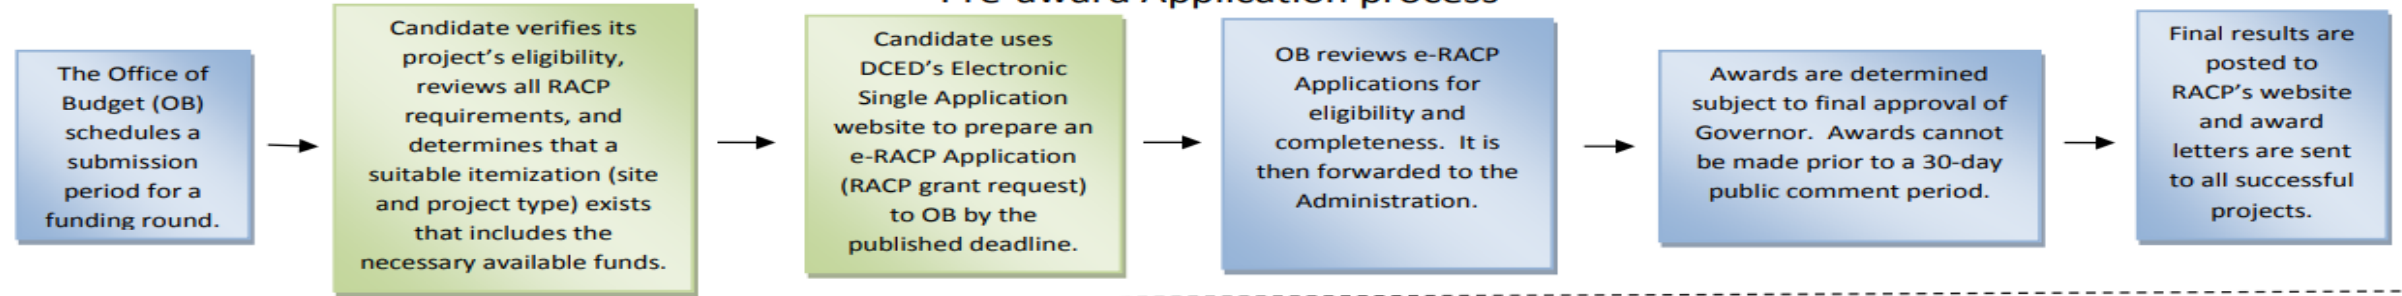 Pre-award Application process
The Office of
Budget (OB)
schedules a
submission
period for a
funding round.
Candidate verifies its
project’s eligibility,
reviews all RACP
requirements, and
determines that a
suitable itemization (site
and project type) exists
that includes the
necessary available funds.
Candidate uses
DCED’s Electronic
Single Application
website to prepare an
e-RACP Application
(RACP grant request)
to OB by the
published deadline.
OB reviews e-RACP
Applications for
eligibility and
completeness.  It is
then forwarded to the
Administration.
Awards are determined
subject to final approval of
Governor.  Awards cannot
be made prior to a 30-day
public comment period.
Final results are
posted to
RACP’s website
and award
letters are sent
to all successful
projects.